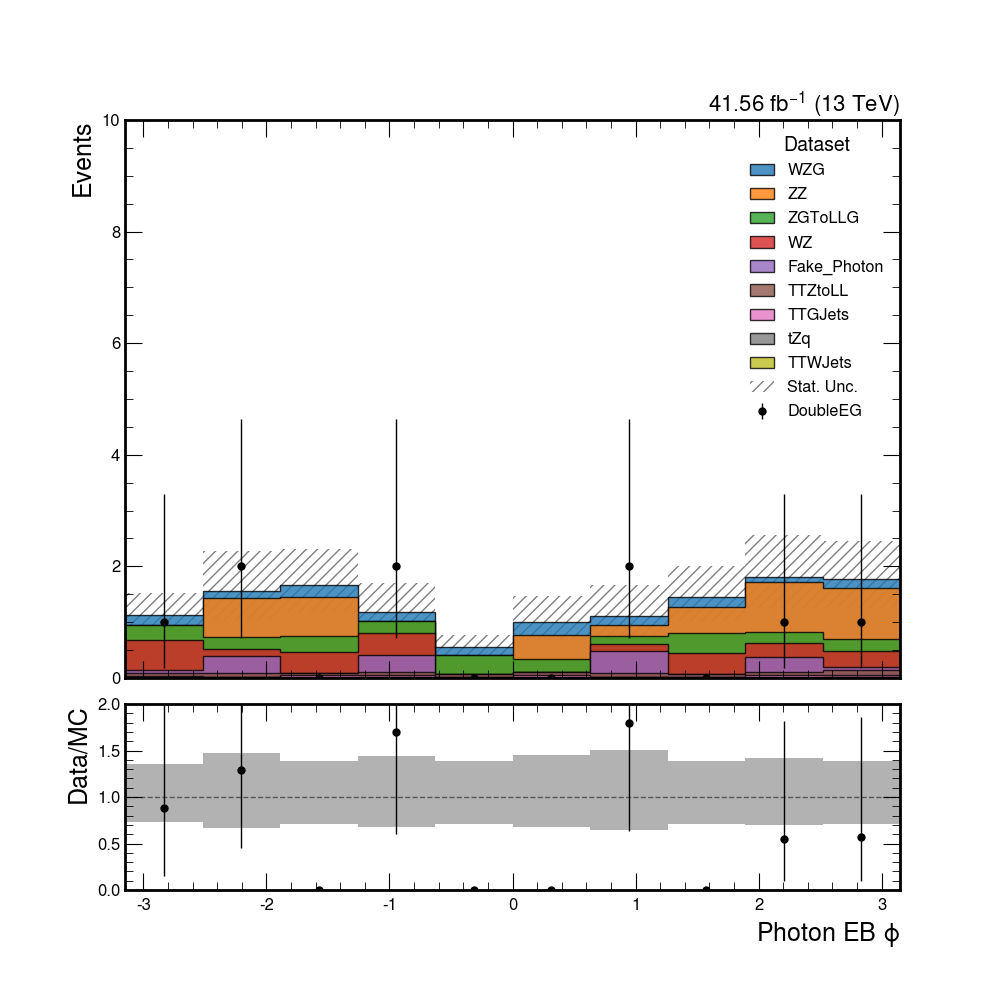 41.56 fb⁻¹ (13 TeV)
Events
10
8
6
4
2
0
Dataset
WZG
ZZ
ZGToLLG
WZ
Fake_Photon
TTZtoLL
TTGJets
tZq
TTWJets
Stat. Unc.
DoubleEG
Data/MC
2.0
1.5
1.0
0.5
0.0
-3 -2 -1 0 1 2 3
Photon EB ϕ